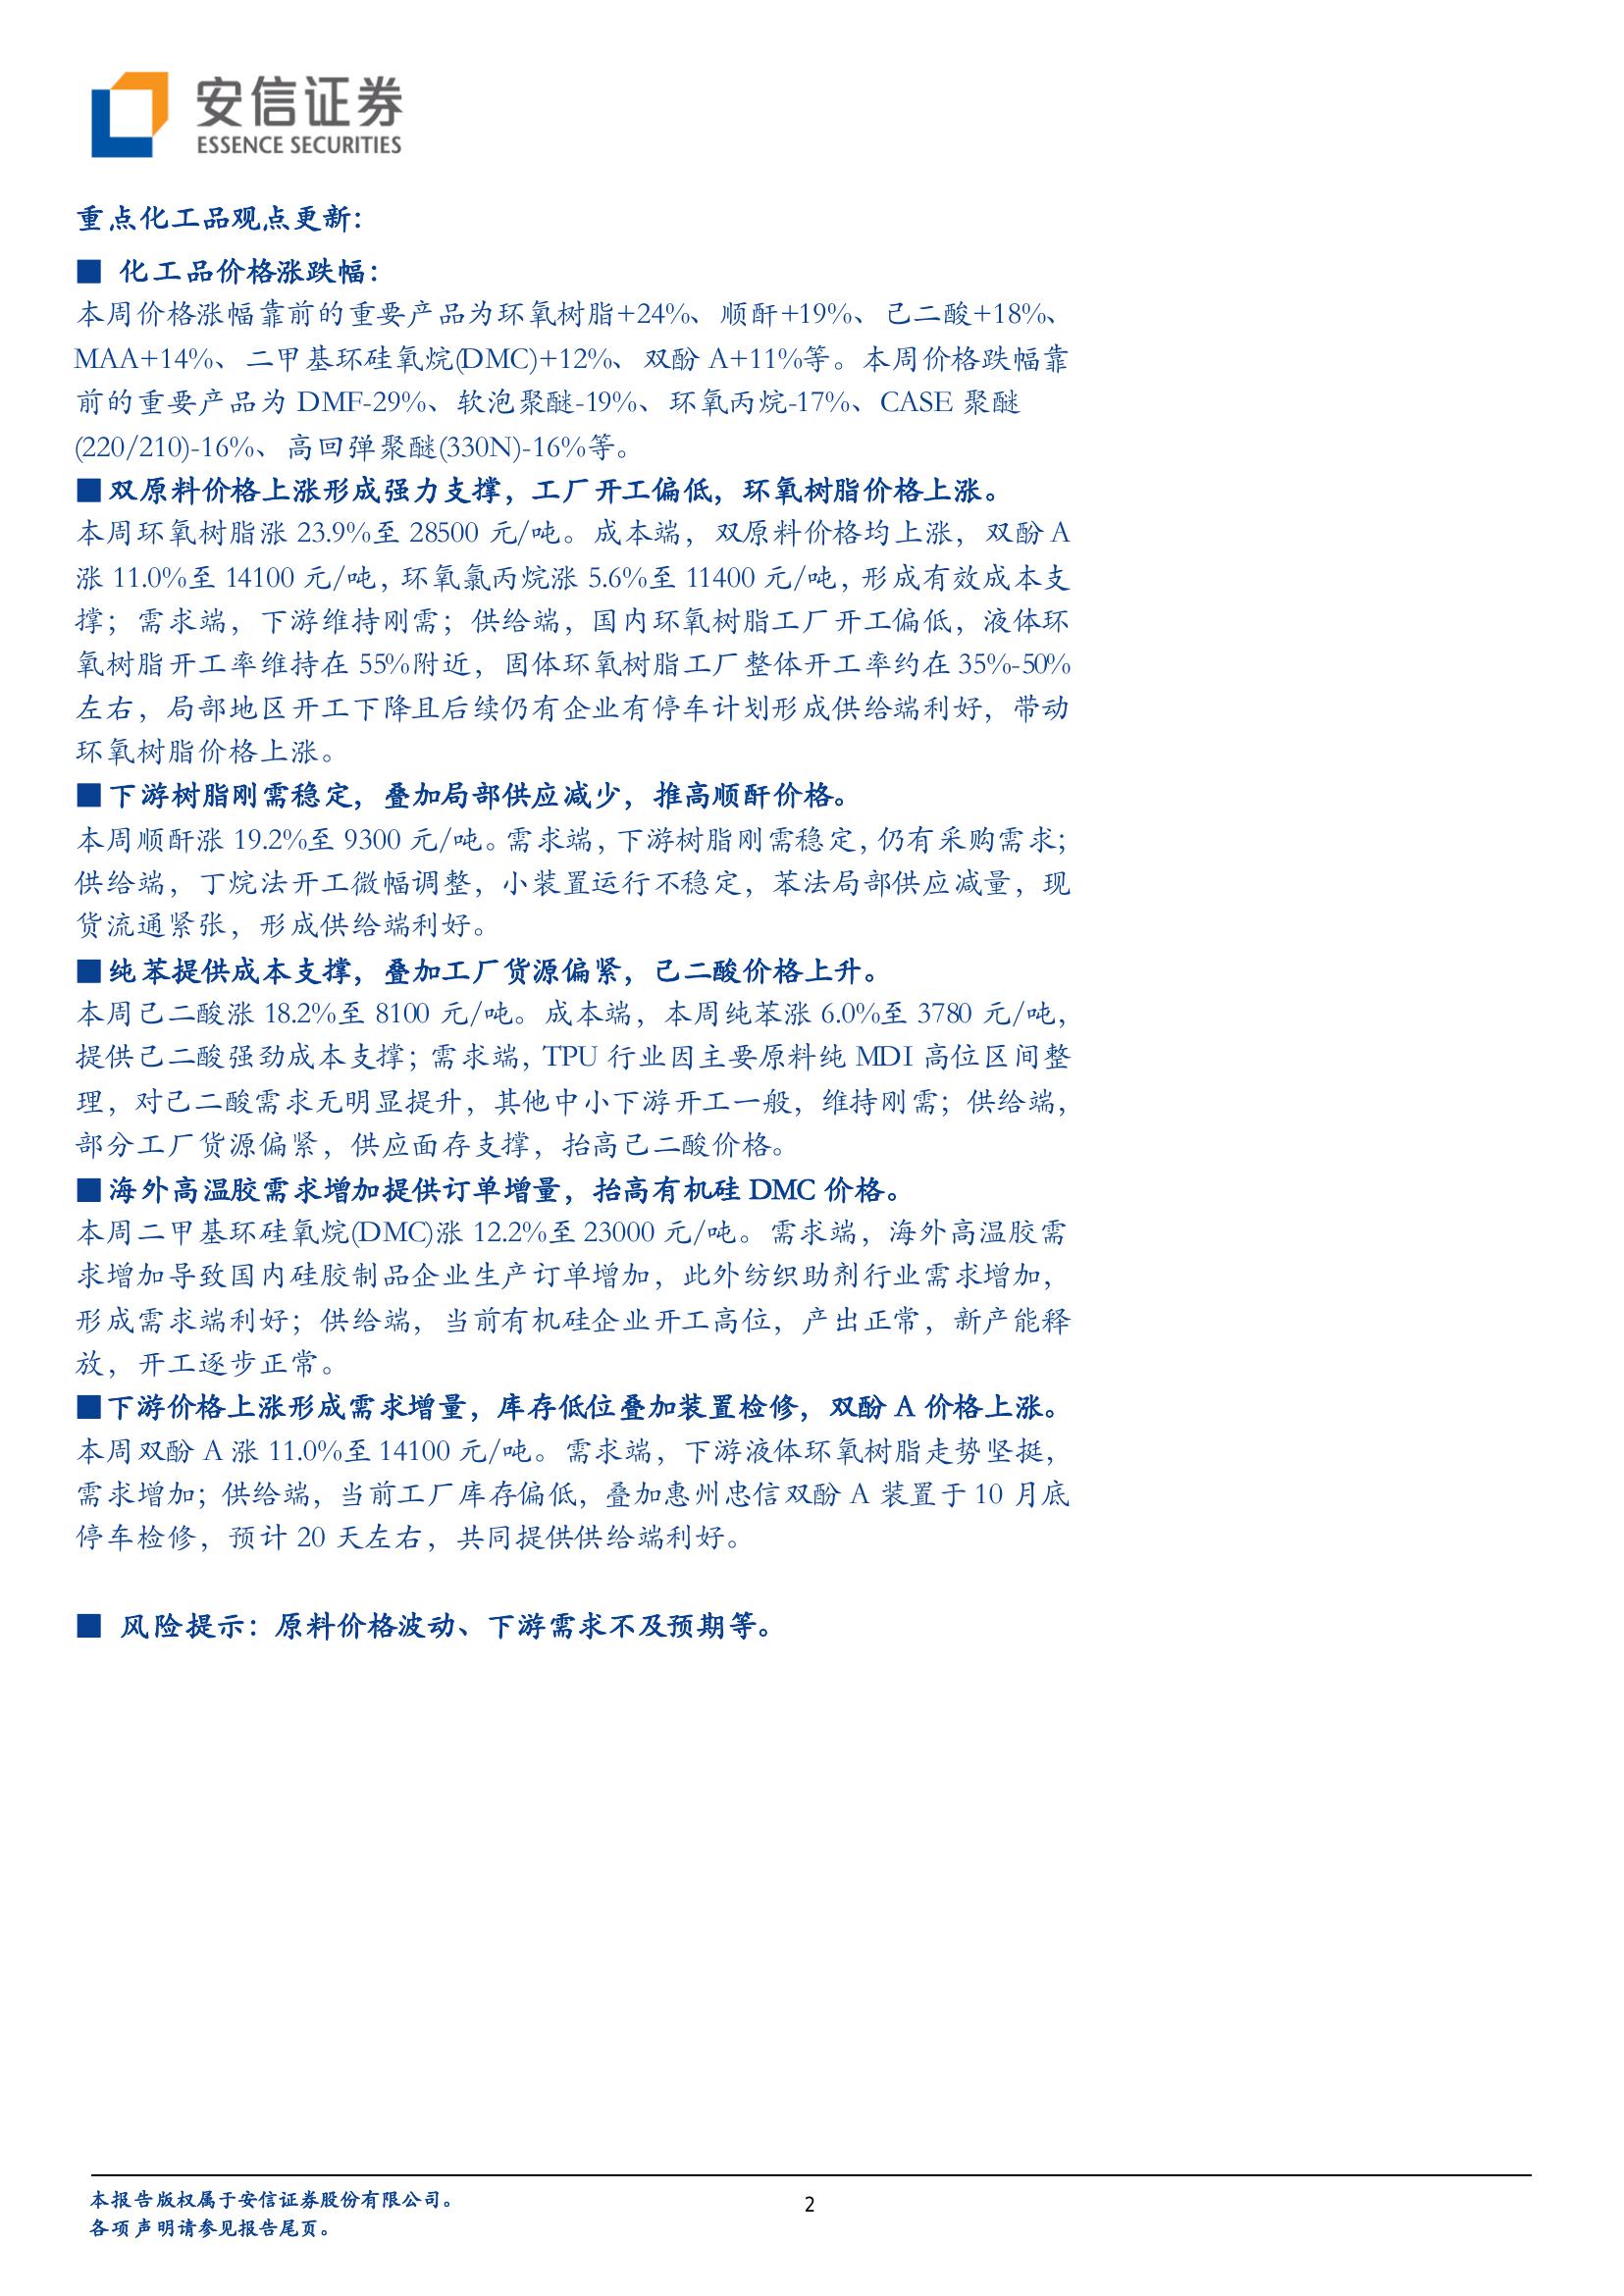 安信证券
ESSENCE SECURITIES
重点化工品观点更新：
■ 化工品价格涨跌幅：
本周价格涨幅靠前的重要产品为环氧树脂+24%、顺酐+19%、己二酸+18%、
MAA+14%、二甲基环硅氧烷(DMC)+12%、双酚 A+11%等。本周价格跌幅靠
前的重要产品为 DMF-29%、软泡聚醚-19%、环氧丙烷-17%、CASE 聚醚
(220/210)-16%、高回弹聚醚(330N)-16%等。
■双原料价格上涨形成强力支撑，工厂开工偏低，环氧树脂价格上涨。
本周环氧树脂涨 23.9%至 28500 元/吨。成本端，双原料价格均上涨，双酚 A
涨 11.0%至 14100 元/吨，环氧氯丙烷涨 5.6%至 11400 元/吨，形成有效成本支
撑；需求端，下游维持刚需；供给端，国内环氧树脂工厂开工偏低，液体环
氧树脂开工率维持在 55%附近，固体环氧树脂工厂整体开工率约在 35%-50%
左右，局部地区开工下降且后续仍有企业有停车计划形成供给端利好，带动
环氧树脂价格上涨。
■下游树脂刚需稳定，叠加局部供应减少，推高顺酐价格。
本周顺酐涨 19.2%至 9300 元/吨。需求端，下游树脂刚需稳定，仍有采购需求；
供给端，丁烷法开工微幅调整，小装置运行不稳定，苯法局部供应减量，现
货流通紧张，形成供给端利好。
■纯苯提供成本支撑，叠加工厂货源偏紧，己二酸价格上升。
本周己二酸涨 18.2%至 8100 元/吨。成本端，本周纯苯涨 6.0%至 3780 元/吨，
提供己二酸强劲成本支撑；需求端，TPU 行业因主要原料纯 MDI 高位区间整
理，对己二酸需求无明显提升，其他中小下游开工一般，维持刚需；供给端，
部分工厂货源偏紧，供应面存支撑，抬高己二酸价格。
■海外高温胶需求增加提供订单增量，抬高有机硅 DMC 价格。
本周二甲基环硅氧烷(DMC)涨 12.2%至 23000 元/吨。需求端，海外高温胶需
求增加导致国内硅胶制品企业生产订单增加，此外纺织助剂行业需求增加，
形成需求端利好；供给端，当前有机硅企业开工高位，产出正常，新产能释
放，开工逐步正常。
■下游价格上涨形成需求增量，库存低位叠加装置检修，双酚 A 价格上涨。
本周双酚 A 涨 11.0%至 14100 元/吨。需求端，下游液体环氧树脂走势坚挺，
需求增加；供给端，当前工厂库存偏低，叠加惠州忠信双酚 A 装置于 10 月底
停车检修，预计 20 天左右，共同提供供给端利好。
■ 风险提示：原料价格波动、下游需求不及预期等。
本报告版权属于安信证券股份有限公司。
2
各项声明请参见报告尾页。